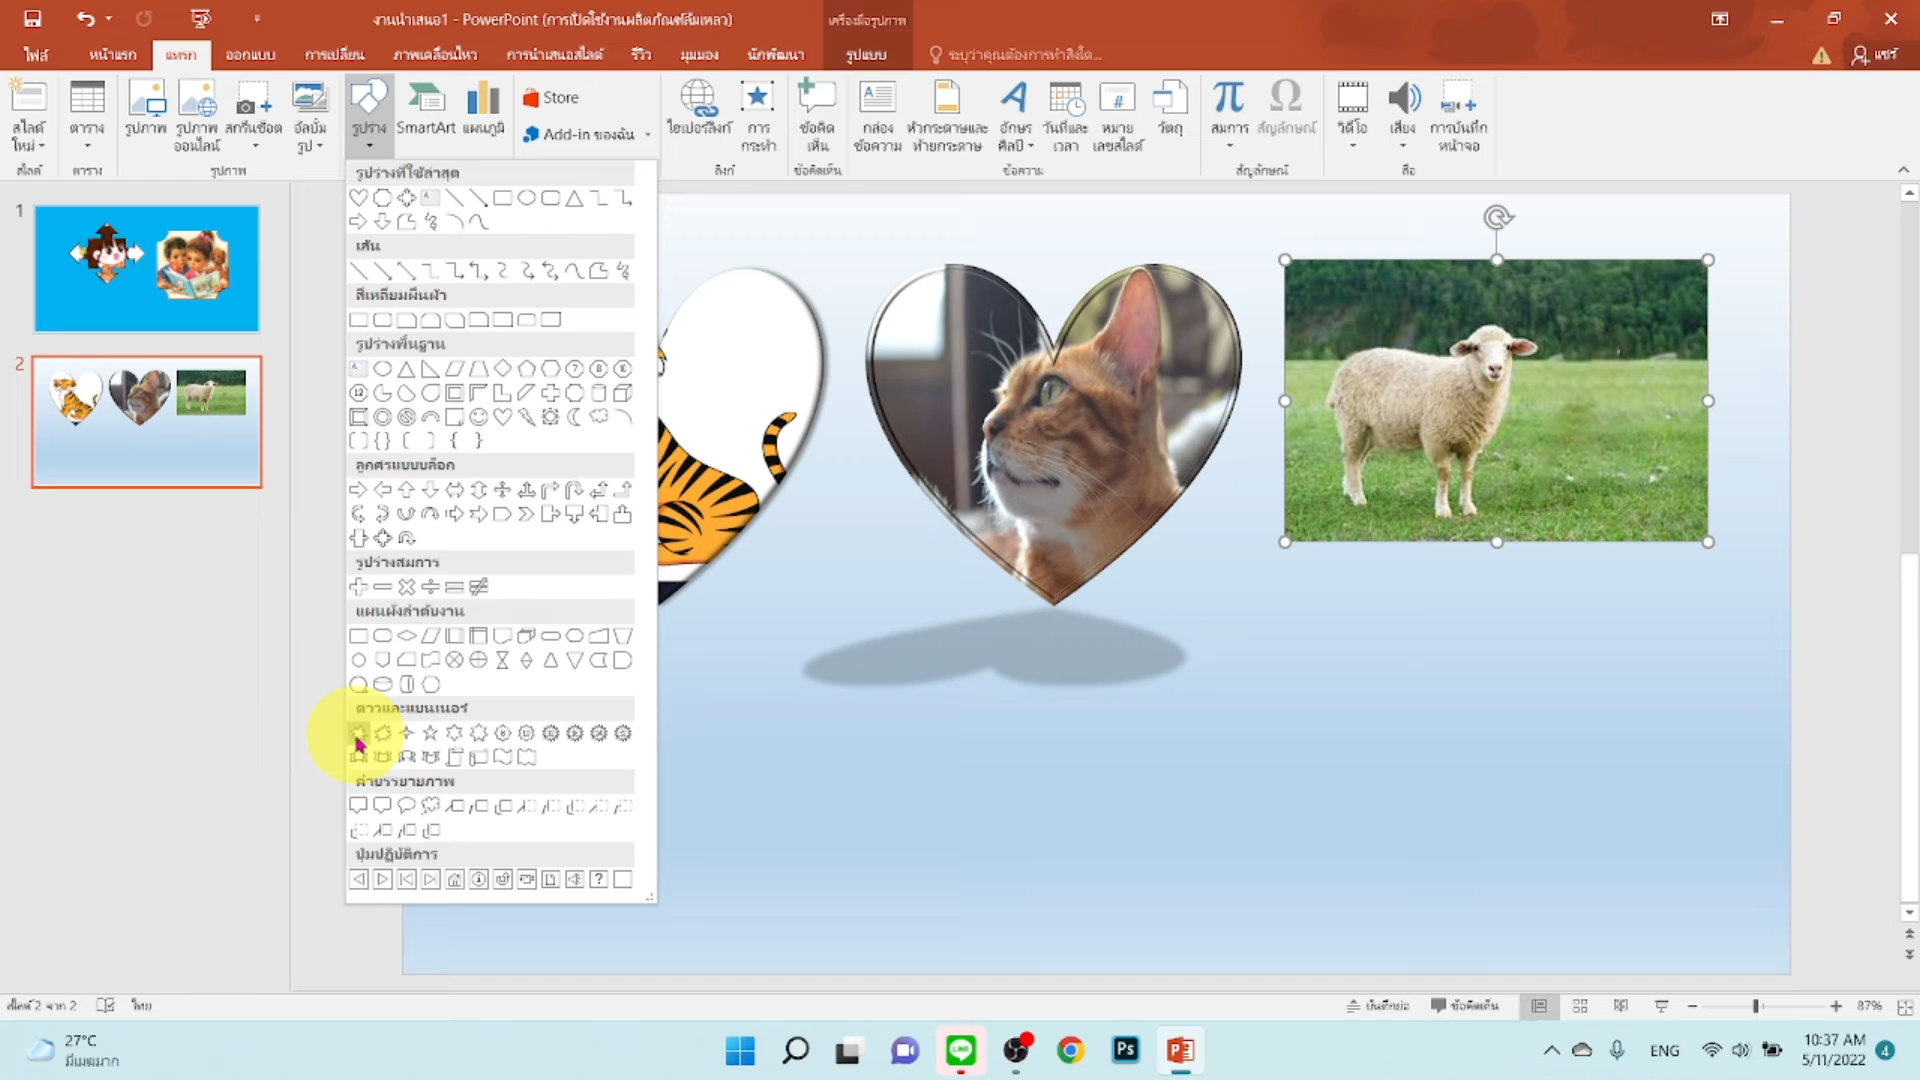 งานนำเสนอ1 - PowerPoint (การเปิดใช้งานผลิตภัณฑ์ล้มเหลว)
เครื่องมือรูปภาพ
ไฟล์ หน้าแรก แทรก ออกแบบ การเปลี่ยน ภาพเคลื่อนไหว การนำเสนอสไลด์ รีวิว มุมมอง นักพัฒนา รูปแบบ ระบุว่าคุณต้องการทำสิ่งใด... แชร์
สไลด์ใหม่ ตาราง รูปภาพ รูปภาพออนไลน์ สกรีนช็อต อัลบั้มรูป รูปร่าง SmartArt แผนภูมิ
Store
Add-in ของฉัน
ไฮเปอร์ลิงก์ การกระทำ ข้อคิดเห็น กล่องข้อความ หัวกระดาษและท้ายกระดาษ อักษรศิลป์ วันที่และเวลา หมายเลขสไลด์ วัตถุ สมการ สัญลักษณ์ วิดีโอ เสียง การบันทึกหน้าจอ
สไลด์ ตาราง รูปภาพ ลิงก์ ข้อคิดเห็น ข้อความ สัญลักษณ์ สื่อ
รูปร่างที่ใช้ล่าสุด
เส้น
สี่เหลี่ยมผืนผ้า
รูปร่างพื้นฐาน
ลูกศรแบบบล็อก
รูปร่างสมการ
แผนผังลำดับงาน
ดาวและแบนเนอร์
คำบรรยายภาพ
ปุ่มปฏิบัติการ
1
2
สไลด์ 2 จาก 2 ไทย
บันทึกย่อ ข้อคิดเห็น 87%
27°C
มีเมฆมาก
Ps
ENG
10:37 AM
5/11/2022
4